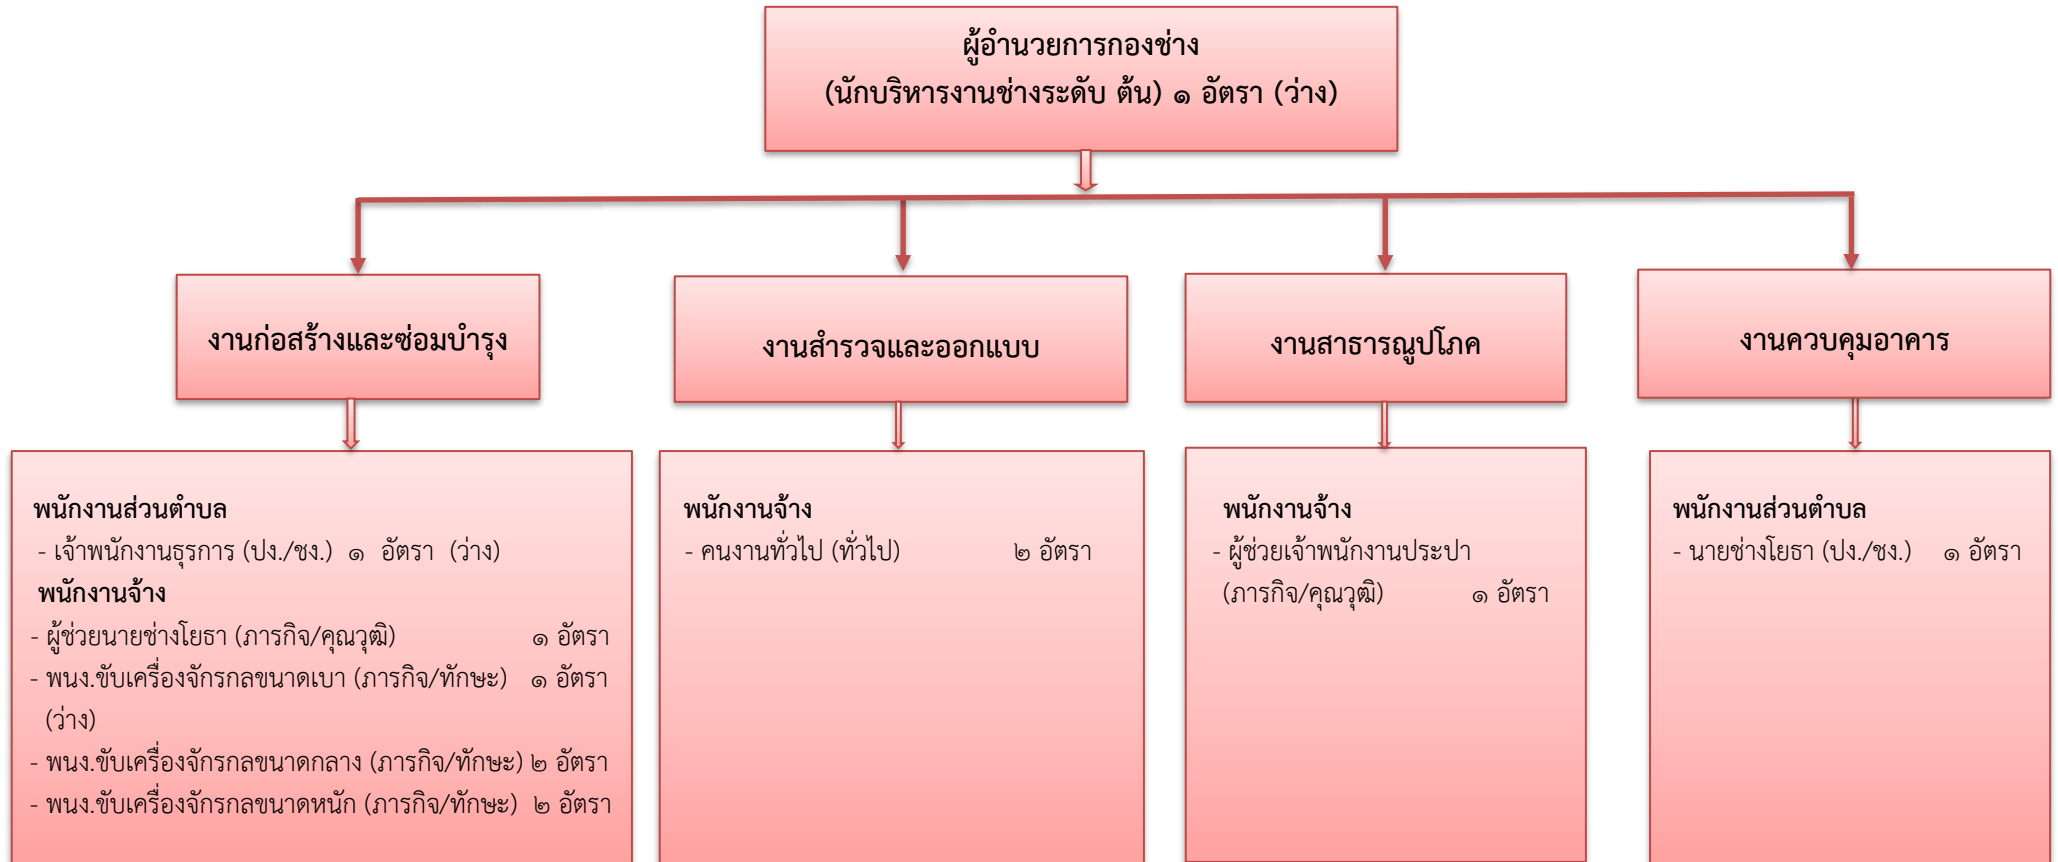 ผู้อำนวยการกองช่าง
(นักบริหารงานช่างระดับ ต้น) ๑ อัตรา (ว่าง)
งานก่อสร้างและซ่อมบำรุง
งานสำรวจและออกแบบ
งานสาธารณูปโภค
งานควบคุมอาคาร
พนักงานส่วนตำบล
- เจ้าพนักงานธุรการ (ปง./ชง.) ๑ อัตรา (ว่าง)
พนักงานจ้าง
- ผู้ช่วยนายช่างโยธา (ภารกิจ/คุณวุฒิ) ๑ อัตรา
- พนง.ขับเครื่องจักรกลขนาดเบา (ภารกิจ/ทักษะ) ๑ อัตรา
(ว่าง)
- พนง.ขับเครื่องจักรกลขนาดกลาง (ภารกิจ/ทักษะ) ๒ อัตรา
- พนง.ขับเครื่องจักรกลขนาดหนัก (ภารกิจ/ทักษะ) ๒ อัตรา
พนักงานจ้าง
- คนงานทั่วไป (ทั่วไป) ๒ อัตรา
พนักงานจ้าง
- ผู้ช่วยเจ้าพนักงานประปา
(ภารกิจ/คุณวุฒิ) ๑ อัตรา
พนักงานส่วนตำบล
- นายช่างโยธา (ปง./ชง.) ๑ อัตรา